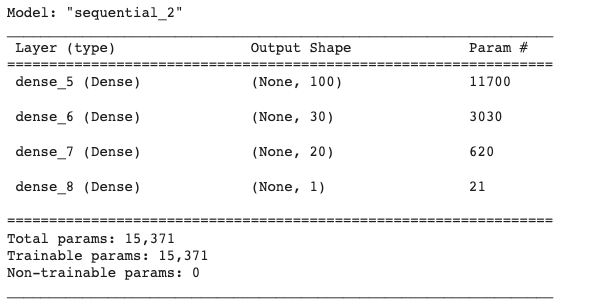 Model: "sequential_2"
Layer (type) Output Shape Param #
dense_5 (Dense) (None, 100) 11700
dense_6 (Dense) (None, 30) 3030
dense_7 (Dense) (None, 20) 620
dense_8 (Dense) (None, 1) 21
Total params: 15,371
Trainable params: 15,371
Non-trainable params: 0